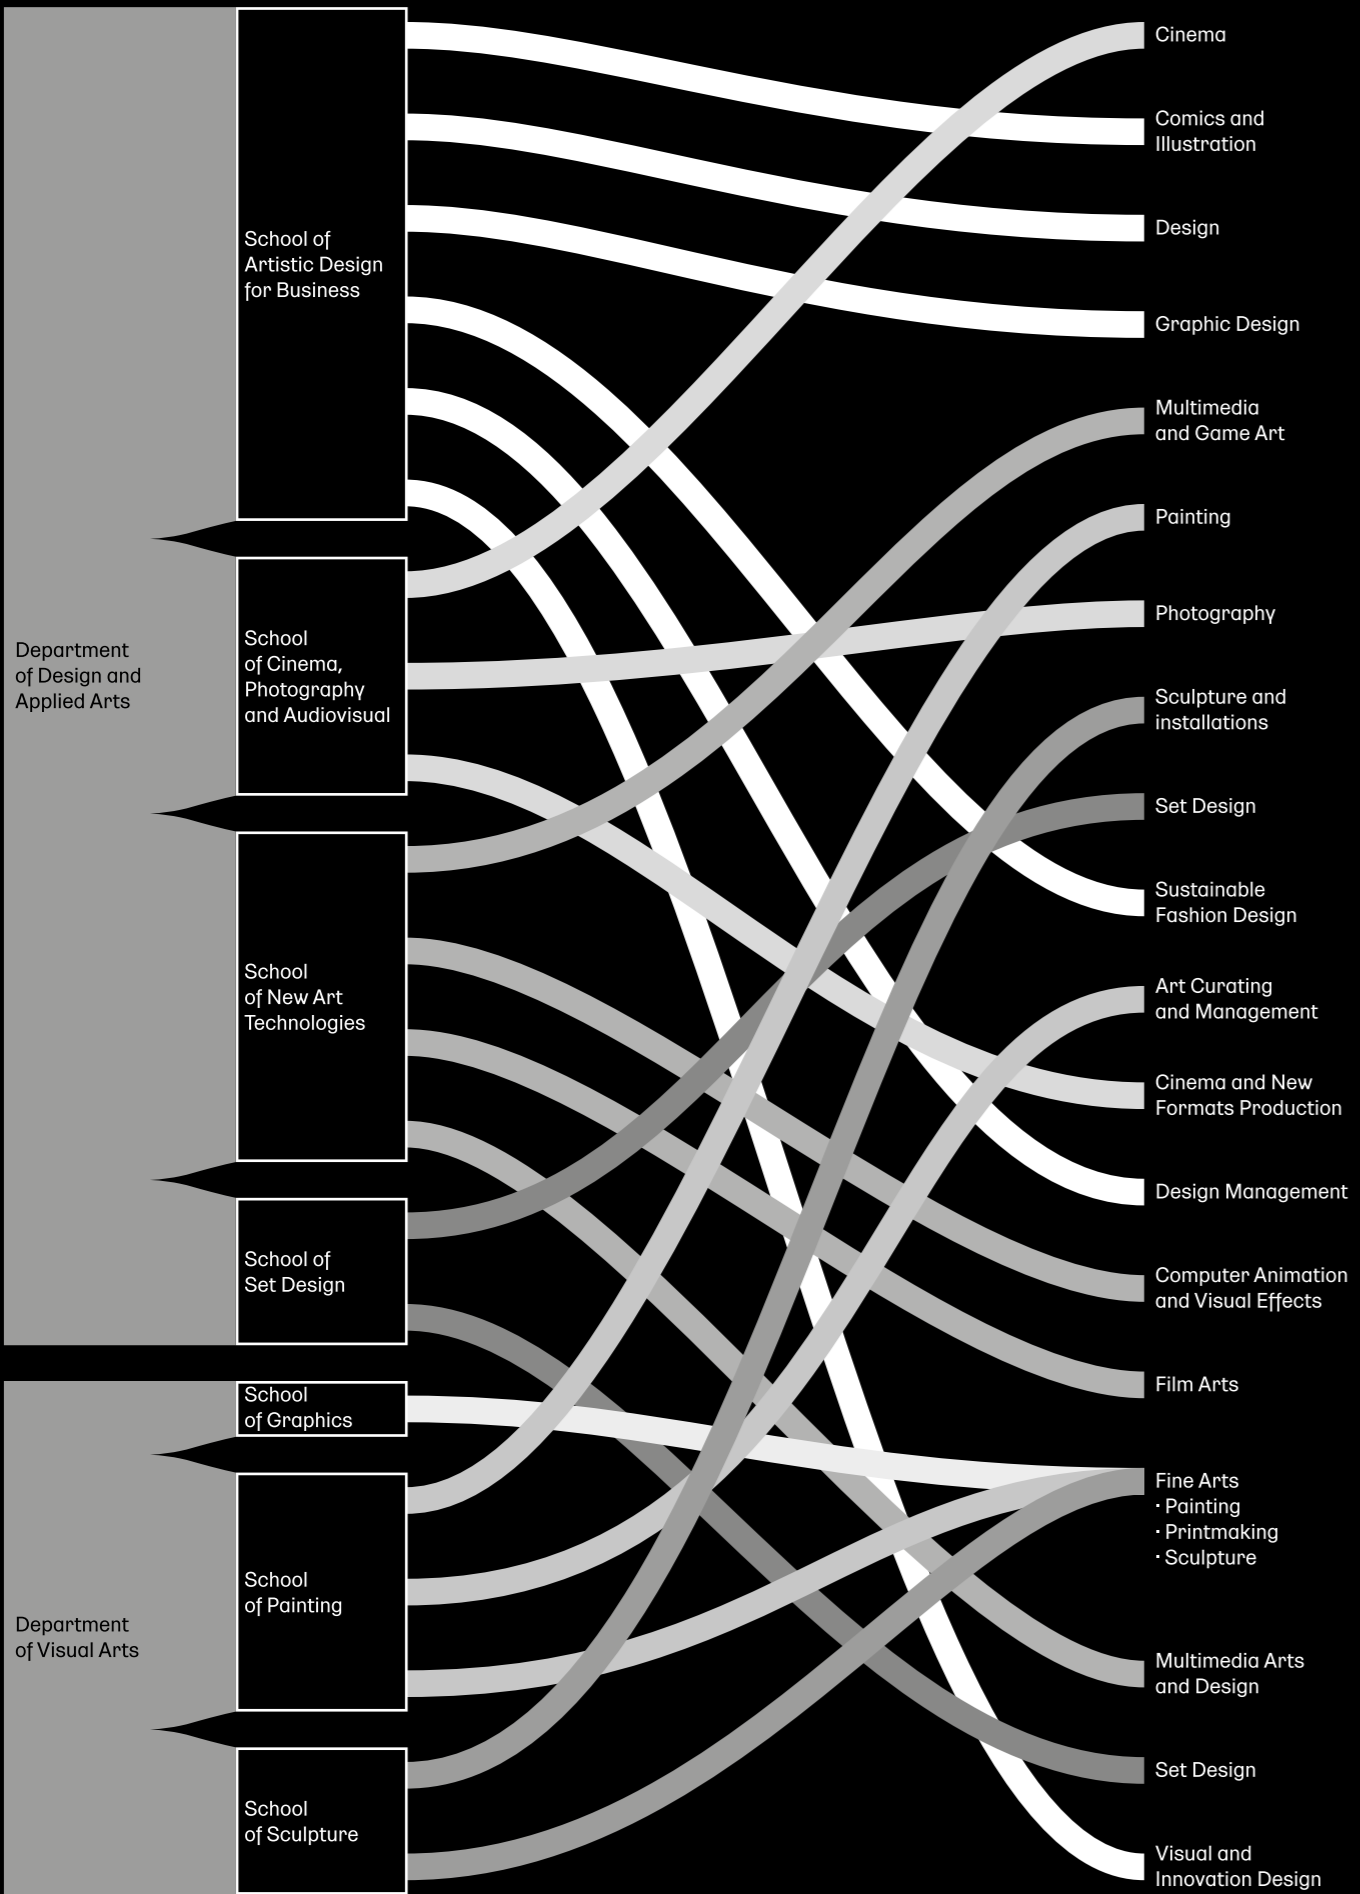 Department
of Design and
Applied Arts
Department
of Visual Arts
School of
Artistic Design
for Business
School
of Cinema,
Photography
and Audiovisual
School
of New Art
Technologies
School of
Set Design
School
of Graphics
School
of Painting
School
of Sculpture
Cinema
Comics and
Illustration
Design
Graphic Design
Multimedia
and Game Art
Painting
Photography
Sculpture and
installations
Set Design
Sustainable
Fashion Design
Art Curating
and Management
Cinema and New
Formats Production
Design Management
Computer Animation
and Visual Effects
Film Arts
Fine Arts
· Painting
· Printmaking
· Sculpture
Multimedia Arts
and Design
Set Design
Visual and
Innovation Design